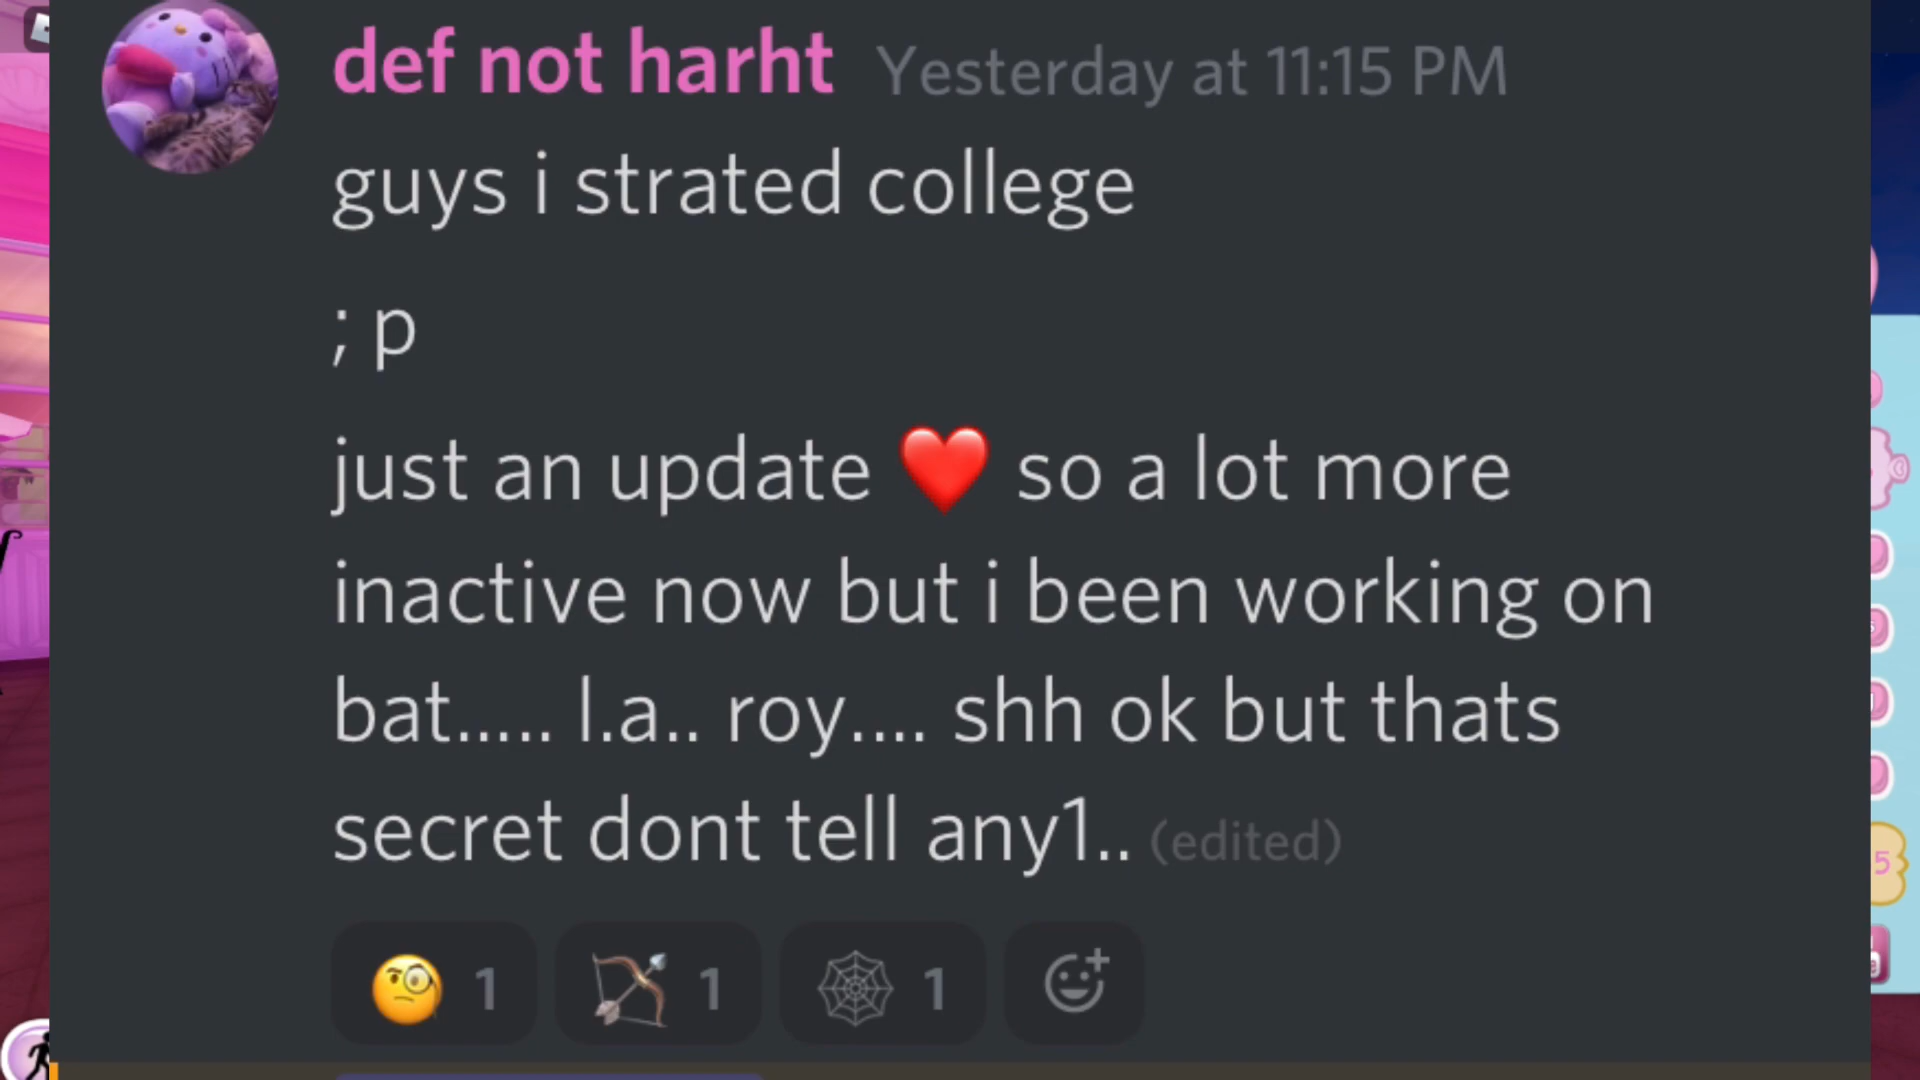 def not harht Yesterday at 11:15 PM
guys i strated college
; p
just an update ❤️ so a lot more
inactive now but i been working on
bat..... l.a.. roy.... shh ok but thats
secret dont tell any1.. (edited)
1 1 1
5